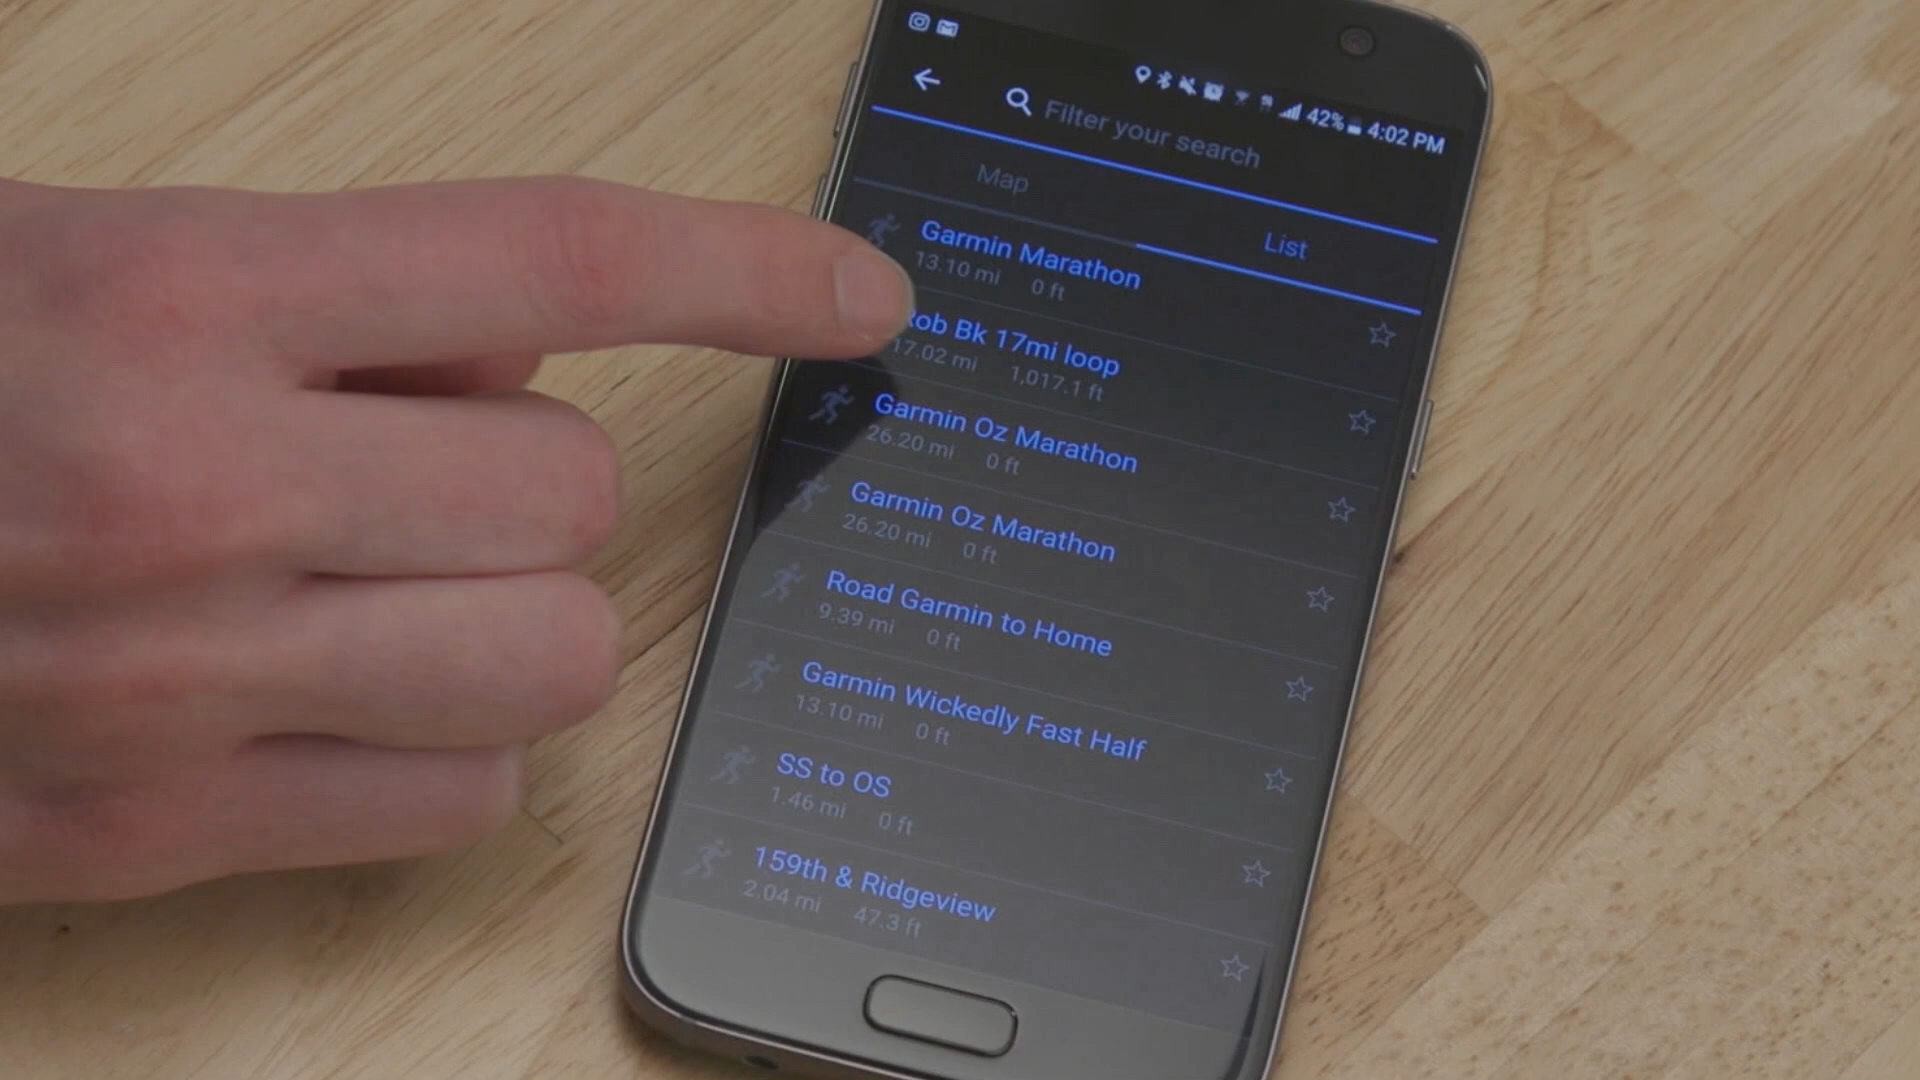 42% 4:02 PM
Filter your search
Map
List
Garmin Marathon
13.10 mi 0 ft
Rob Bk 17mi loop
17.02 mi 1,017.1 ft
Garmin Oz Marathon
26.20 mi 0 ft
Garmin Oz Marathon
26.20 mi 0 ft
Road Garmin to Home
9.39 mi 0 ft
Garmin Wickedly Fast Half
13.10 mi 0 ft
SS to OS
1.46 mi 0 ft
159th & Ridgeview
2.04 mi 47.3 ft